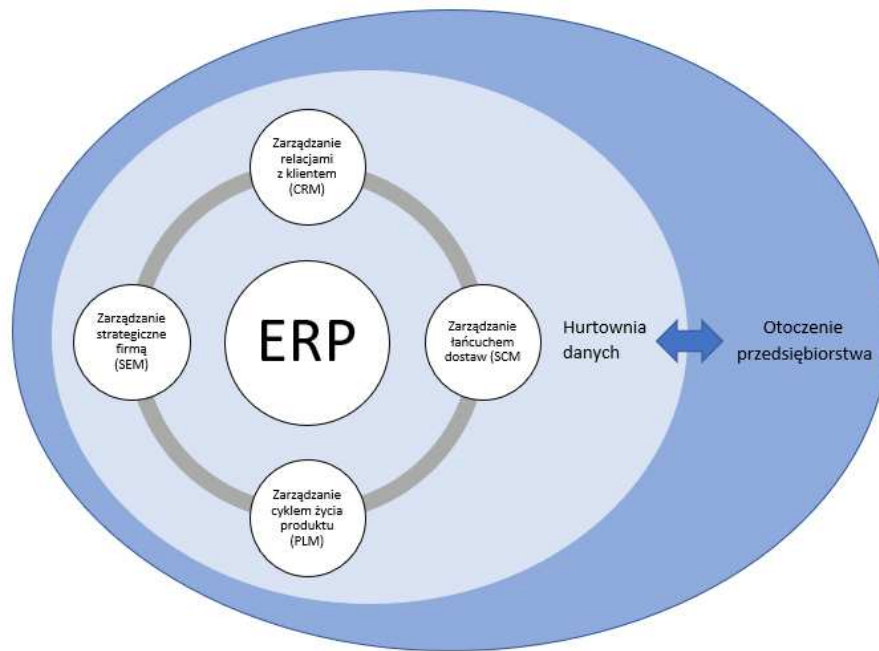 Zarządzanie
relacjami
z klientem
(CRM)
Zarządzanie
strategiczne
firmą
(SEM)
ERP
Zarządzanie
łańcuchem
dostaw (SCM
Hurtownia
danych
Otoczenie
przedsiębiorstwa
Zarządzanie
cyklem życia
produktu
(PLM)